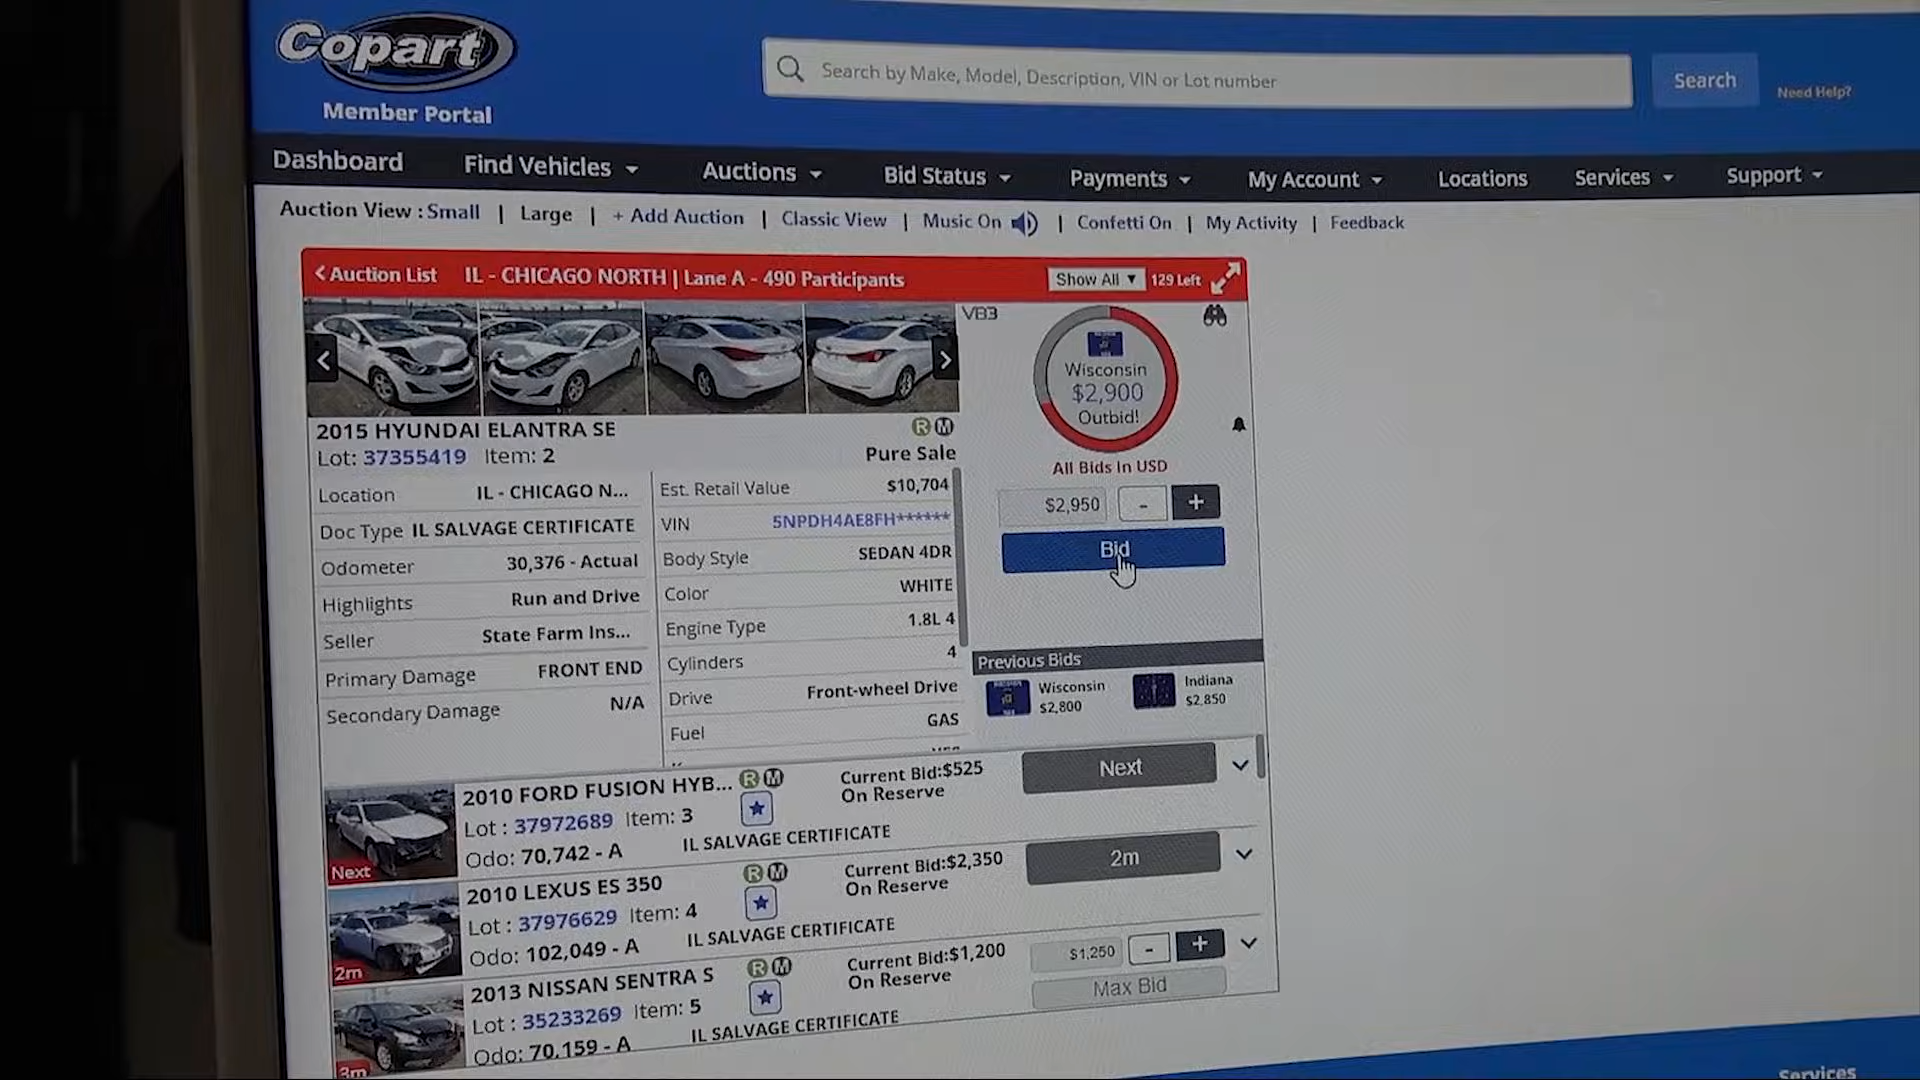 Copart
Member Portal
Search by Make, Model, Description, VIN or Lot number
Search
Need Help?
Dashboard
Find Vehicles
Auctions
Bid Status
Payments
My Account
Locations
Services
Support
Auction View : Small | Large | + Add Auction | Classic View | Music On | Confetti On | My Activity | Feedback
< Auction List IL - CHICAGO NORTH | Lane A - 490 Participants
Show All
129 Left
VB3
Wisconsin
$2,900
Outbid!
All Bids In USD
$2,950 - +
Bid
2015 HYUNDAI ELANTRA SE
R M
Lot: 37355419 Item: 2
Pure Sale
Location IL - CHICAGO N...
Doc Type IL SALVAGE CERTIFICATE
Odometer 30,376 - Actual
Highlights Run and Drive
Seller State Farm Ins...
Primary Damage FRONT END
Secondary Damage N/A
Est. Retail Value $10,704
VIN 5NPDH4AE8FH******
Body Style SEDAN 4DR
Color WHITE
Engine Type 1.8L 4
Cylinders 4
Drive Front-wheel Drive
Fuel GAS
Previous Bids
Wisconsin
$2,800
Indiana
$2,850
Next
2010 FORD FUSION HYB... R M
Lot : 37972689 Item: 3
Odo: 70,742 - A
IL SALVAGE CERTIFICATE
Current Bid:$525
On Reserve
Next
2m
2010 LEXUS ES 350 R M
Lot : 37976629 Item: 4
Odo: 102,049 - A
IL SALVAGE CERTIFICATE
Current Bid:$2,350
On Reserve
2m
3m
2013 NISSAN SENTRA S R M
Lot : 35233269 Item: 5
Odo: 70,159 - A
IL SALVAGE CERTIFICATE
Current Bid:$1,200
On Reserve
$1,250 - +
Max Bid
Services